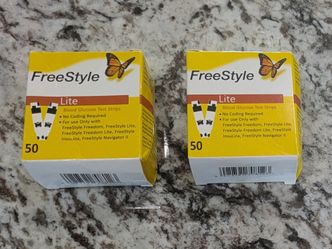 FreeStyle
Lite
Blood Glucose Test Strips
• No Coding Required
• For use Only with
FreeStyle Freedom, FreeStyle Lite,
FreeStyle Freedom Lite, FreeStyle
InsuLinx, FreeStyle Navigator II
50
FreeStyle
Lite
Blood Glucose Test Strips
• No Coding Required
• For use Only with
FreeStyle Freedom, FreeStyle Lite,
FreeStyle Freedom Lite, FreeStyle
InsuLinx, FreeStyle Navigator II
50